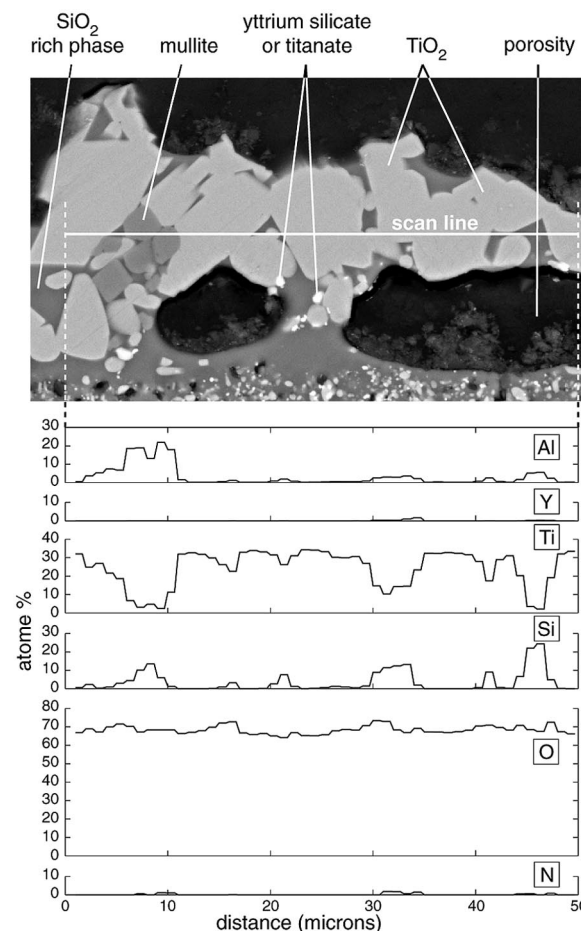 SiO2 rich phase
mullite
yttrium silicate or titanate
TiO2
porosity
scan line
30
20
10
0
Al
10
0
Y
40
30
20
10
0
Ti
30
20
10
0
Si
80
70
60
50
40
30
20
10
0
O
10
0
N
atome %
0 10 20 30 40 50
distance (microns)